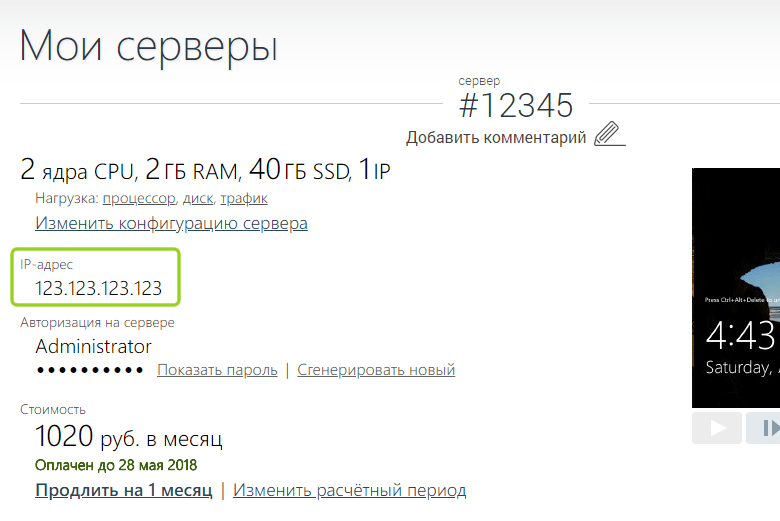 Мои серверы
сервер
#12345
Добавить комментарий
2 ядра CPU, 2 ГБ RAM, 40 ГБ SSD, 1 IP
Нагрузка: процессор, диск, трафик
Изменить конфигурацию сервера
IP-адрес
123.123.123.123
Авторизация на сервере
Administrator
•••••••••• Показать пароль | Сгенерировать новый
Стоимость
1020 руб. в месяц
Оплачен до 28 мая 2018
Продлить на 1 месяц | Изменить расчётный период
Press Ctrl+Alt+Delete to
4:43
Saturday,